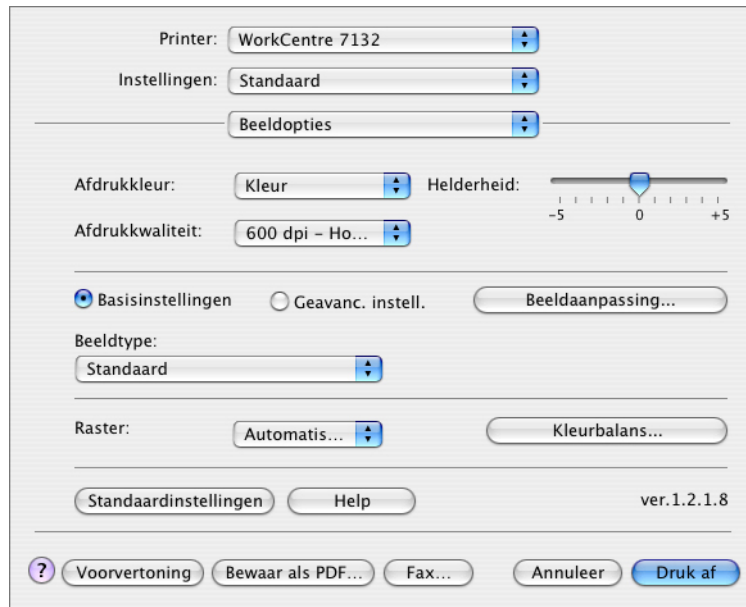 Printer: WorkCentre 7132
Instellingen: Standaard
Beeldopties
Afdrukkleur: Kleur Helderheid:
-5 0 +5
Afdrukkwaliteit: 600 dpi – Ho...
Basisinstellingen Geavanc. instell. Beeldaanpassing...
Beeldtype:
Standaard
Raster: Automatis... Kleurbalans...
Standaardinstellingen Help ver.1.2.1.8
? Voorvertoning Bewaar als PDF... Fax... Annuleer Druk af